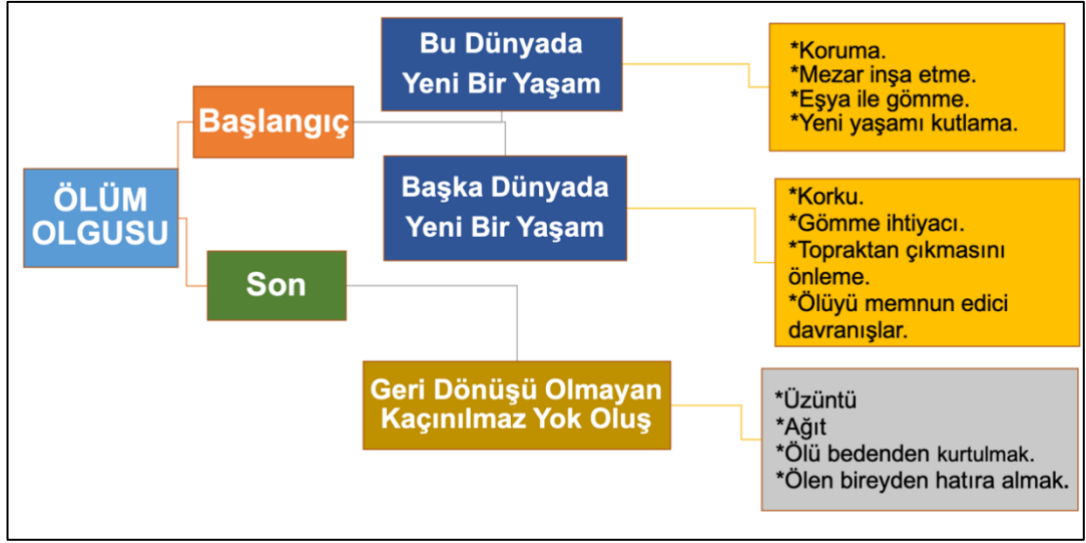 ÖLÜM
OLGUSU
Başlangıç
Bu Dünyada
Yeni Bir Yaşam
*Koruma.
*Mezar inşa etme.
*Eşya ile gömme.
*Yeni yaşamı kutlama.
Başka Dünyada
Yeni Bir Yaşam
*Korku.
*Gömme ihtiyacı.
*Topraktan çıkmasını
önleme.
*Ölüyü memnun edici
davranışlar.
Son
Geri Dönüşü Olmayan
Kaçınılmaz Yok Oluş
*Üzüntü
*Ağıt
*Ölü bedenden kurtulmak.
*Ölen bireyden hatıra almak.